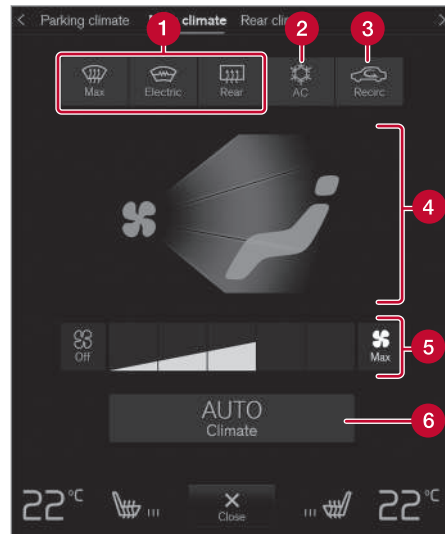 Parking climate climate Rear
1 2 3
Max Electric Rear AC Recirc
4
Off Max 5
AUTO
Climate
6
22°C Close 22°C